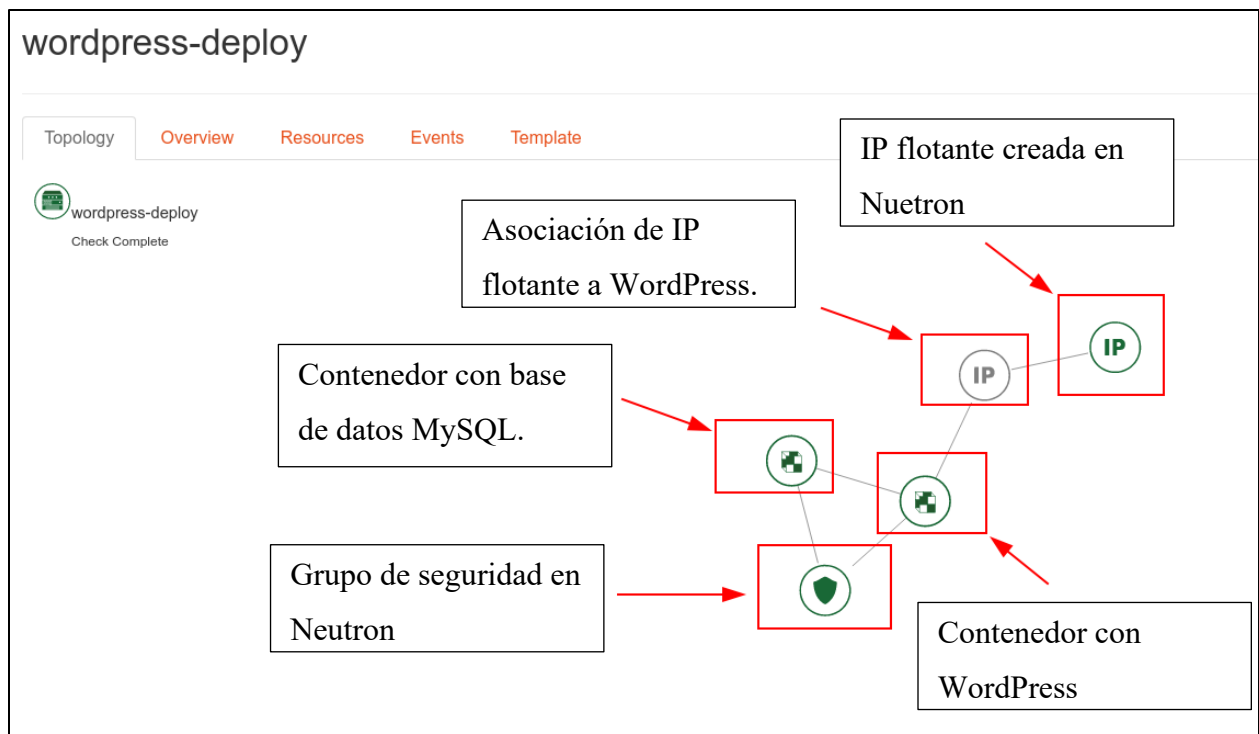 wordpress-deploy
Topology Overview Resources Events Template
wordpress-deploy
Check Complete
IP flotante creada en
Nuetron
Asociación de IP
flotante a WordPress.
IP
IP
Contenedor con base
de datos MySQL.
Grupo de seguridad en
Neutron
Contenedor con
WordPress